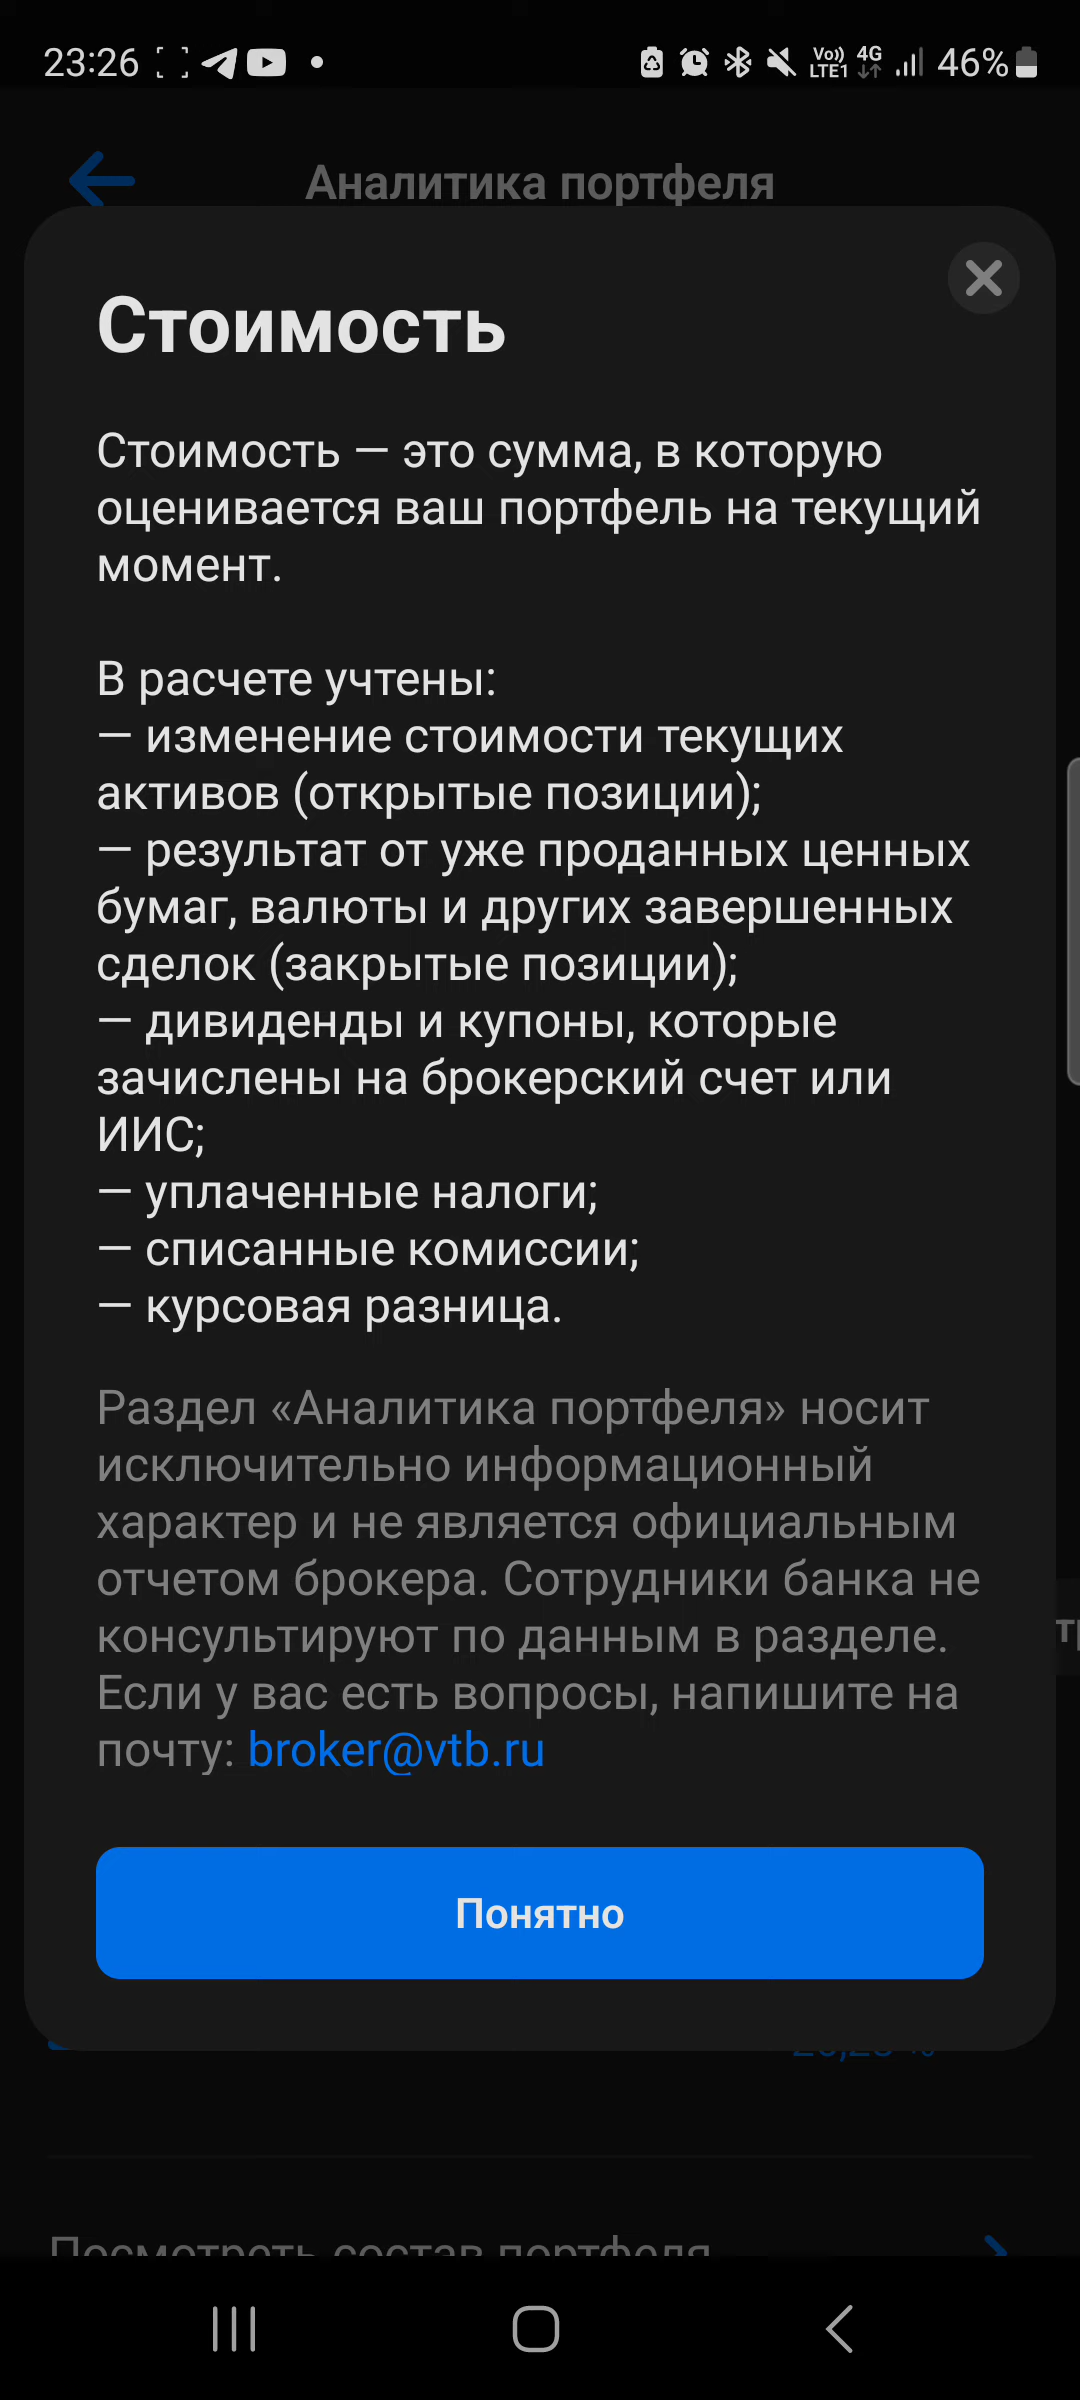 23:26
Vo)) LTE1 4G 46%
Аналитика портфеля
Стоимость
Стоимость — это сумма, в которую
оценивается ваш портфель на текущий
момент.
В расчете учтены:
— изменение стоимости текущих
активов (открытые позиции);
— результат от уже проданных ценных
бумаг, валюты и других завершенных
сделок (закрытые позиции);
— дивиденды и купоны, которые
зачислены на брокерский счет или
ИИС;
— уплаченные налоги;
— списанные комиссии;
— курсовая разница.
Раздел «Аналитика портфеля» носит
исключительно информационный
характер и не является официальным
отчетом брокера. Сотрудники банка не
консультируют по данным в разделе.
Если у вас есть вопросы, напишите на
почту: broker@vtb.ru
Понятно
Посмотреть состав портфеля